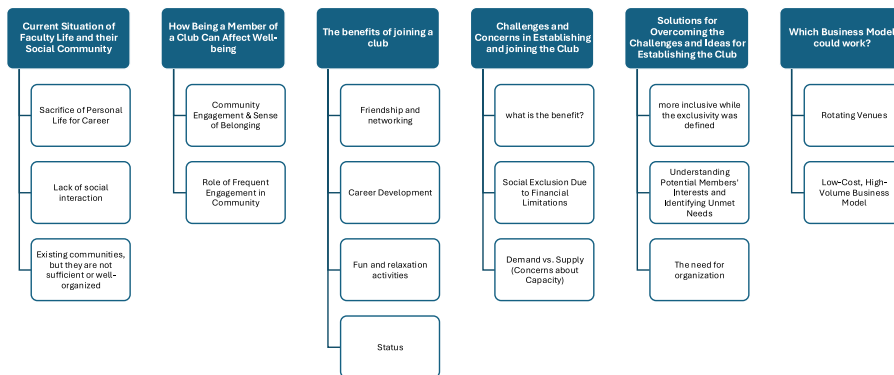 Current Situation of
Faculty Life and their
Social Community
Sacrifice of Personal
Life for Career
Lack of social
interaction
Existing communities,
but they are not
sufficient or well-
organized
How Being a Member of
a Club Can Affect Well-
being
Community
Engagement & Sense
of Belonging
Role of Frequent
Engagement in
Community
The benefits of joining a
club
Friendship and
networking
Career Development
Fun and relaxation
activities
Status
Challenges and
Concerns in Establishing
and joining the Club
what is the benefit?
Social Exclusion Due
to Financial
Limitations
Demand vs. Supply
(Concerns about
Capacity)
Solutions for
Overcoming the
Challenges and Ideas for
Establishing the Club
more inclusive while
the exclusivity was
defined
Understanding
Potential Members'
Interests and
Identifying Unmet
Needs
The need for
organization
Which Business Model
could work?
Rotating Venues
Low-Cost, High-
Volume Business
Model